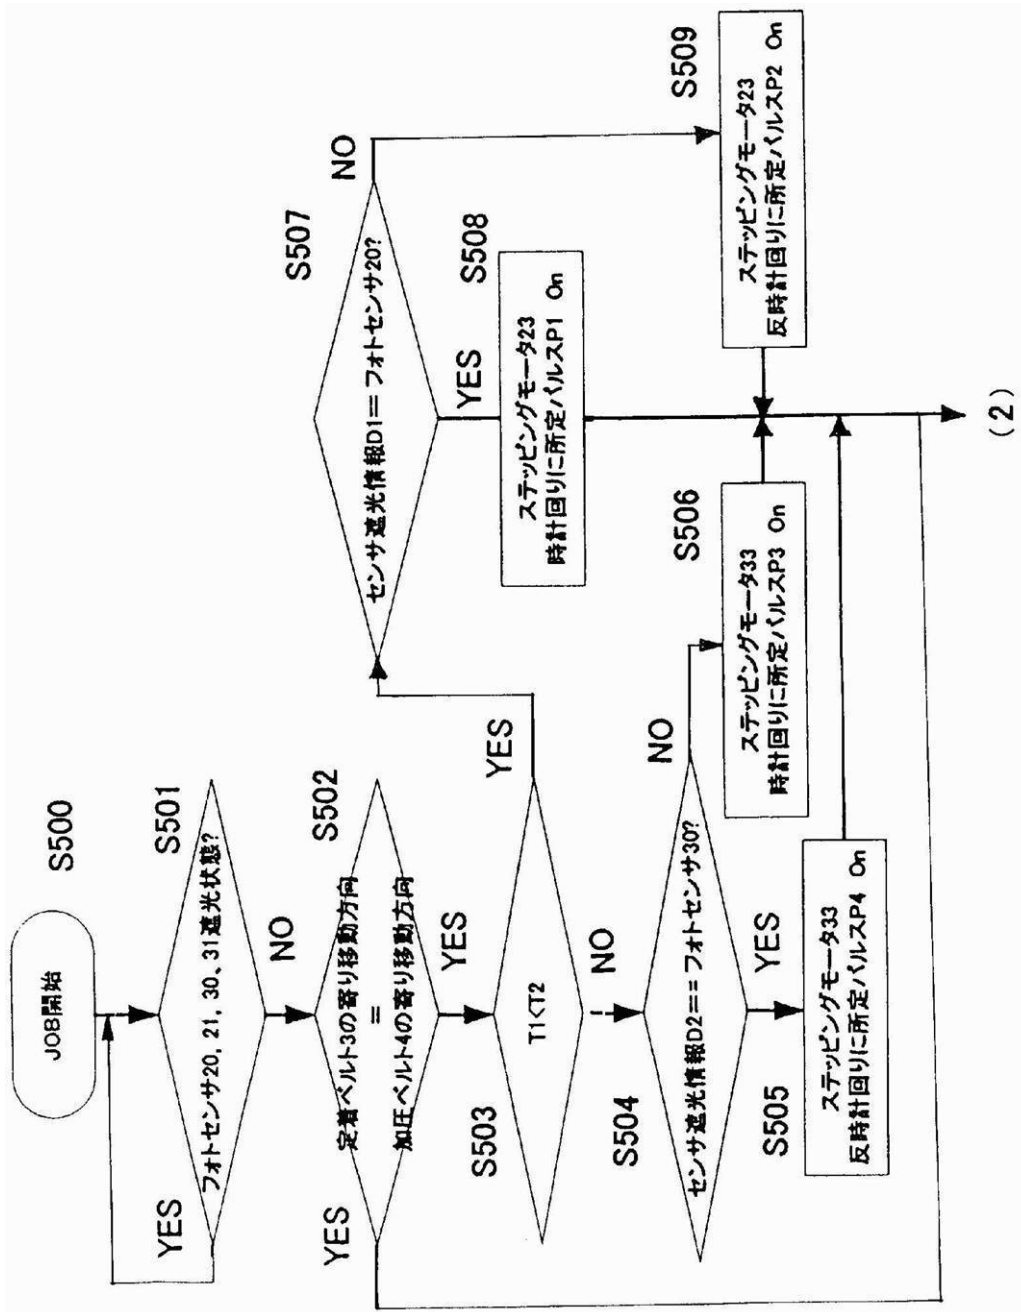 S500
JOB開始
S501
フォトセンサ20, 21, 30, 31遮光状態?
YES
NO
S502
定着ベルト3の寄り移動方向
=
加圧ベルト4の寄り移動方向
YES
YES
S503
T1<T2
YES
NO
S504
センサ遮光情報D2==フォトセンサ30?
NO
YES
S505
ステッピングモータ33
反時計回りに所定パルスP4 On
S506
ステッピングモータ33
時計回りに所定パルスP3 On
S507
センサ遮光情報D1==フォトセンサ20?
NO
YES
S508
ステッピングモータ23
時計回りに所定パルスP1 On
S509
ステッピングモータ23
反時計回りに所定パルスP2 On
(2)